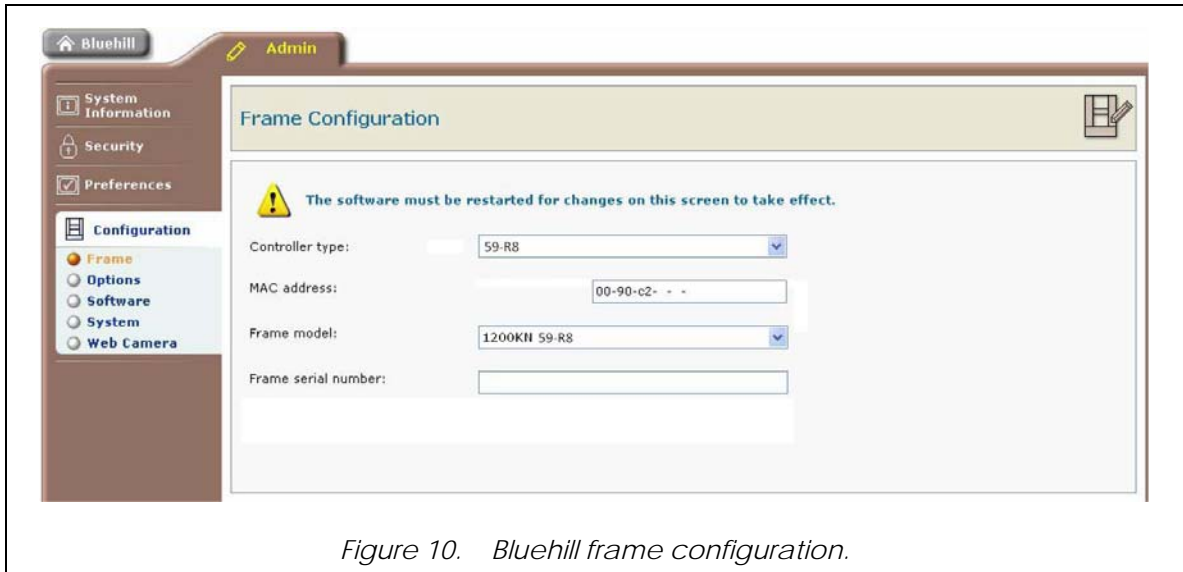 Bluehill
Admin
System
Information
Security
Preferences
Configuration
Frame
Options
Software
System
Web Camera
Frame Configuration
The software must be restarted for changes on this screen to take effect.
Controller type:
59-R8
MAC address:
00-90-c2- - -
Frame model:
1200KN 59-R8
Frame serial number:
Figure 10. Bluehill frame configuration.